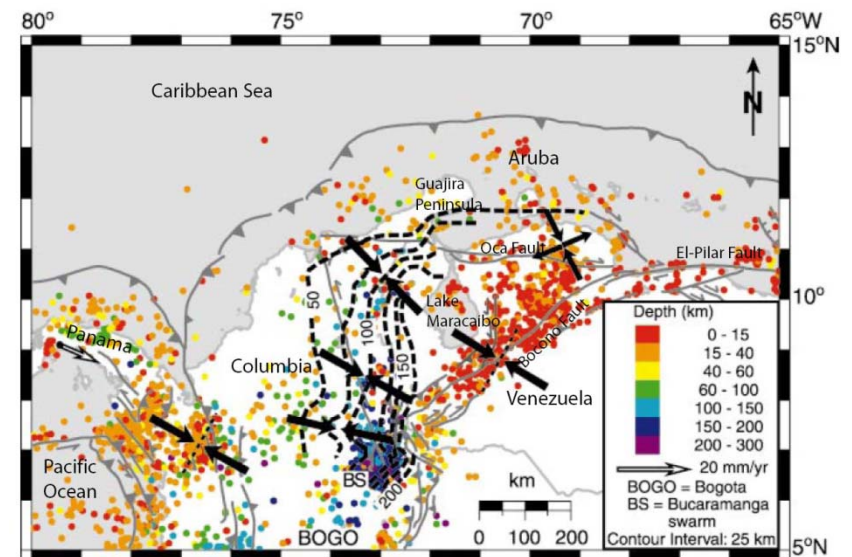 80° 75° 70° 65°W
15°N
Caribbean Sea
N
Aruba
Guajira
Peninsula
Oca Fault
El-Pilar Fault
10°
50
100
150
200
Lake
Maracaibo
Bocono Fault
Panama
Columbia
Venezuela
Pacific
Ocean
BS
BOGO
km
0 100 200
Depth (km)
0 - 15
15 - 40
40 - 60
60 - 100
100 - 150
150 - 200
200 - 300
20 mm/yr
BOGO = Bogota
BS = Bucaramanga
swarm
Contour Interval: 25 km
5°N